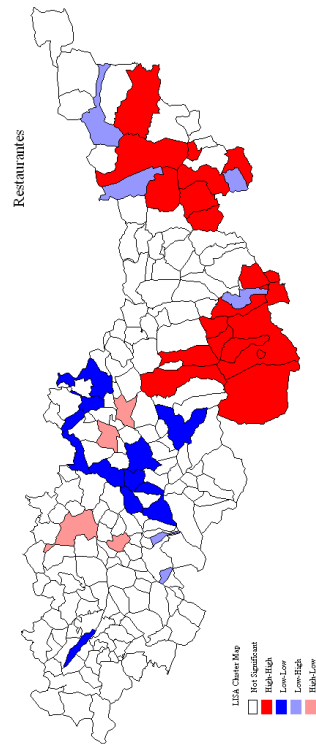 Restaurantes
LISA Cluster Map
Not Significant
High-High
Low-Low
Low-High
High-Low